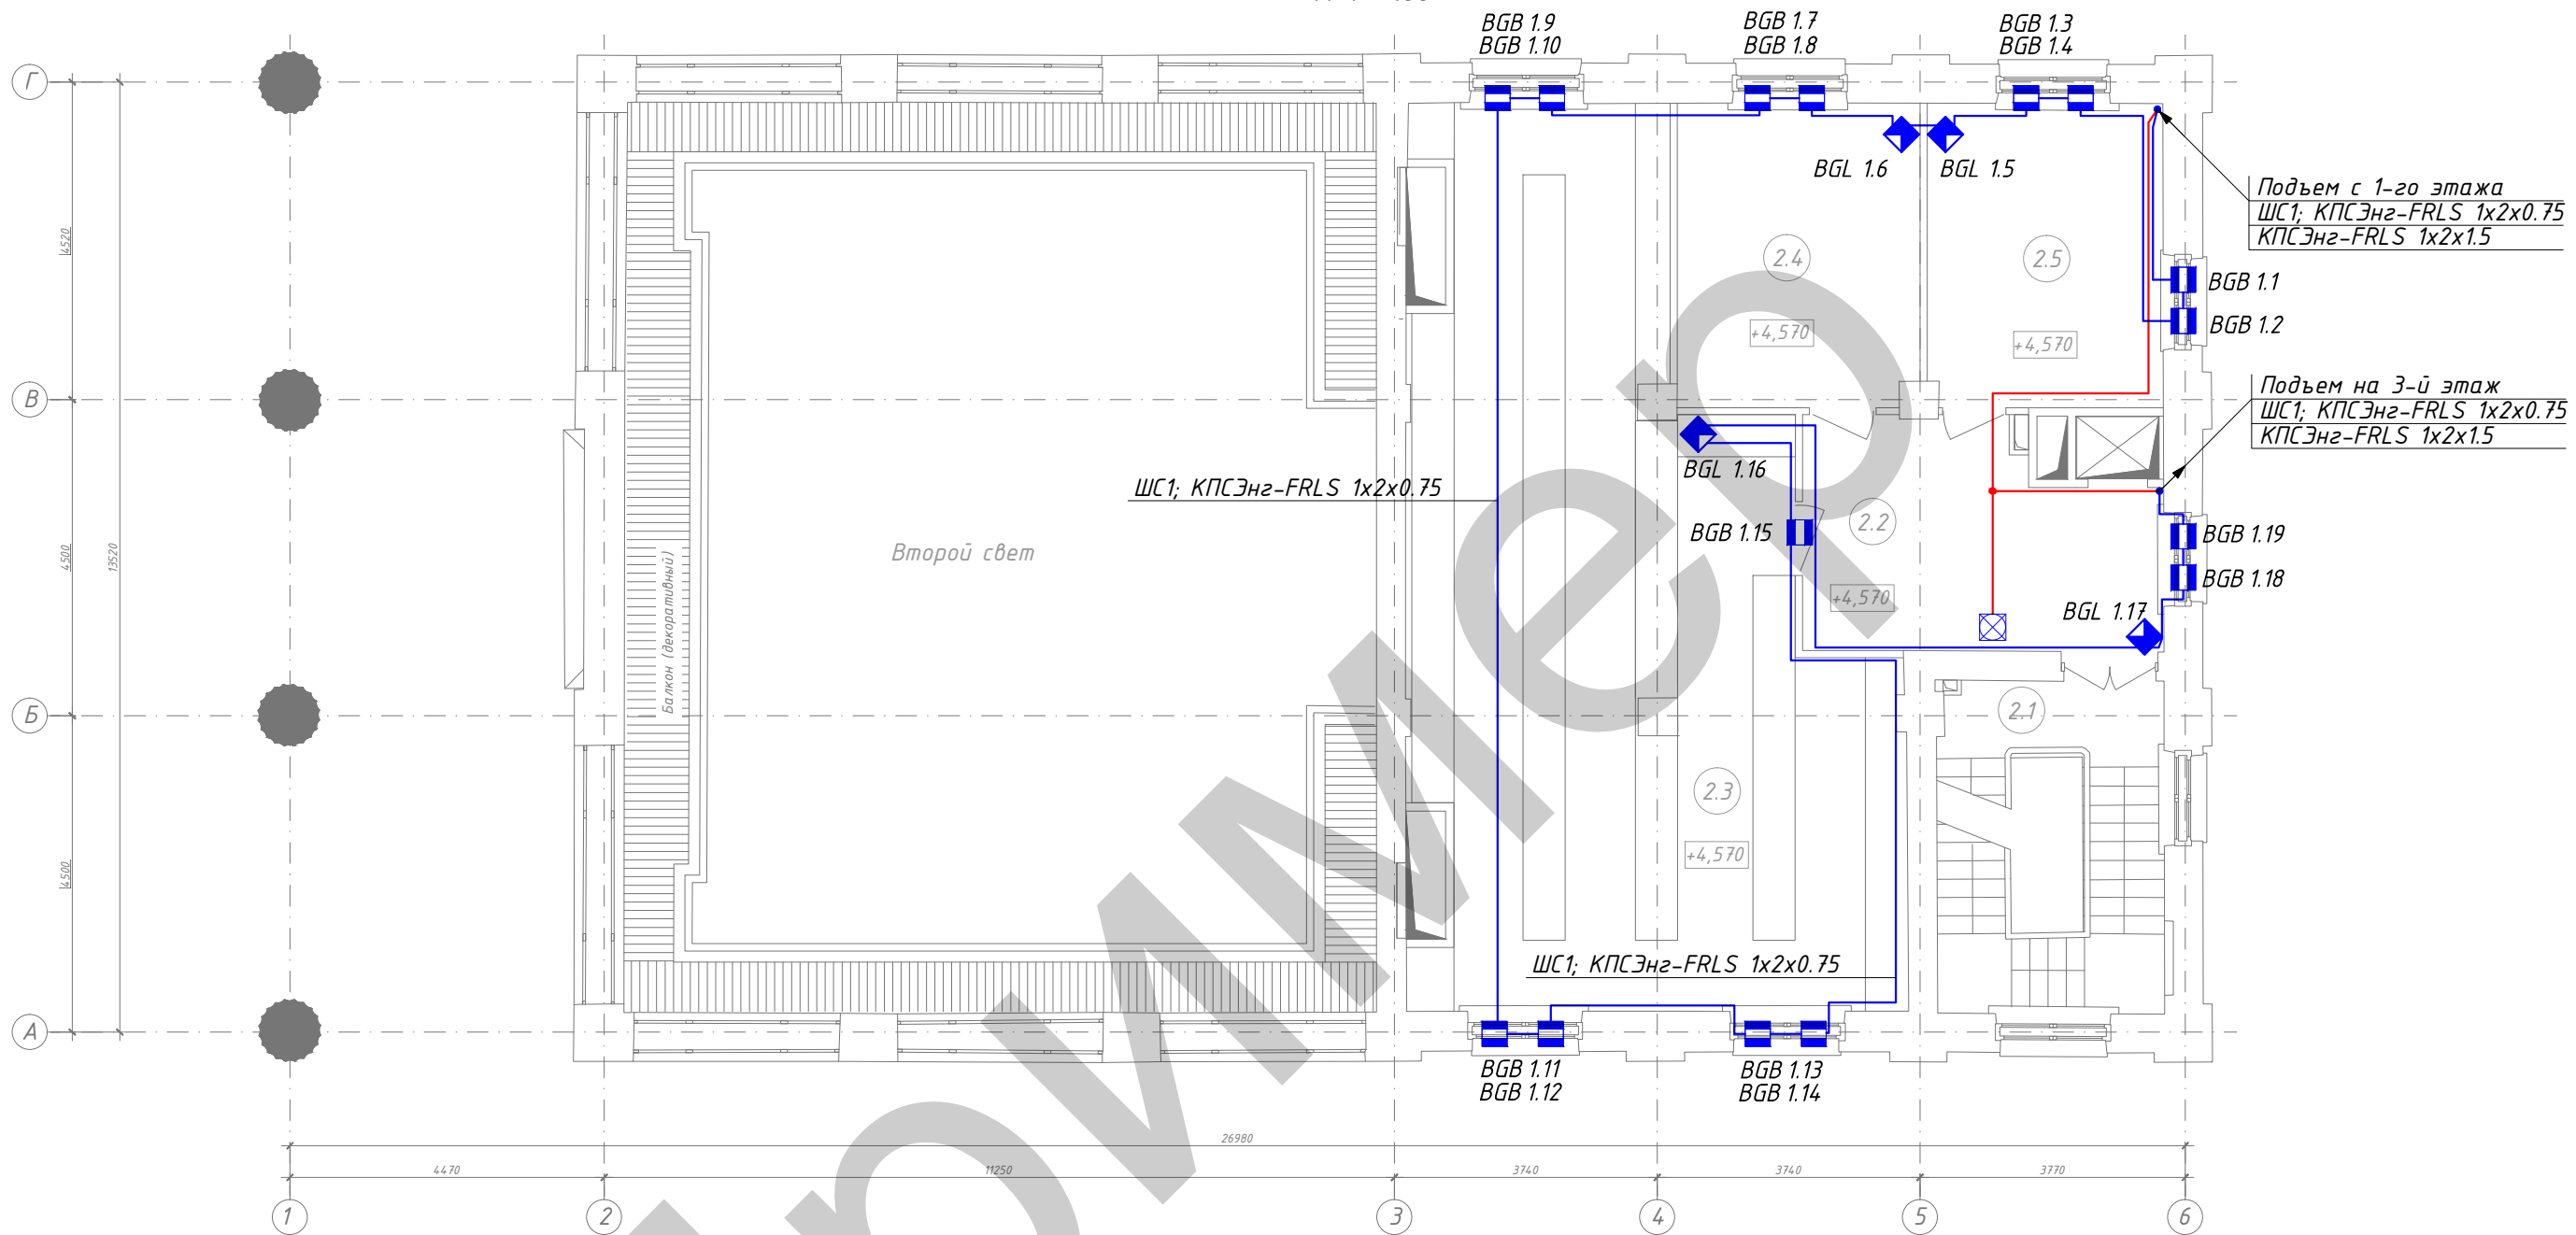 BGB 1.9
BGB 1.10
BGB 1.7
BGB 1.8
BGB 1.3
BGB 1.4
Г
BGL 1.6
BGL 1.5
Подъем с 1-го этажа
ШС1; КПСЭнг-FRLS 1x2x0.75
КПСЭнг-FRLS 1x2x1.5
4520
2.4
2.5
BGB 1.1
BGB 1.2
+4,570
+4,570
В
Подъем на 3-й этаж
ШС1; КПСЭнг-FRLS 1x2x0.75
КПСЭнг-FRLS 1x2x1.5
BGL 1.16
ШС1; КПСЭнг-FRLS 1x2x0.75
2.2
BGB 1.15
BGB 1.19
4500
13520
Второй свет
BGB 1.18
+4,570
BGL 1.17
Балкон (декоративный)
Б
2.1
2.3
+4,570
4500
ШС1; КПСЭнг-FRLS 1x2x0.75
А
BGB 1.11
BGB 1.12
BGB 1.13
BGB 1.14
26980
4470
11250
3740
3740
3770
1
2
3
4
5
6
Пример